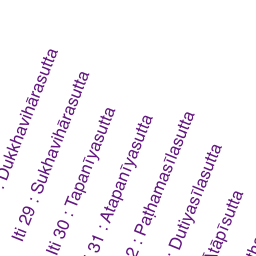 : Dukkhavihārasutta
Iti 29 : Sukhavihārasutta
Iti 30 : Tapanīyasutta
31 : Atapanīyasutta
2 : Paṭhamasīlasutta
: Dutiyasīlasutta
Ātāpīsutta